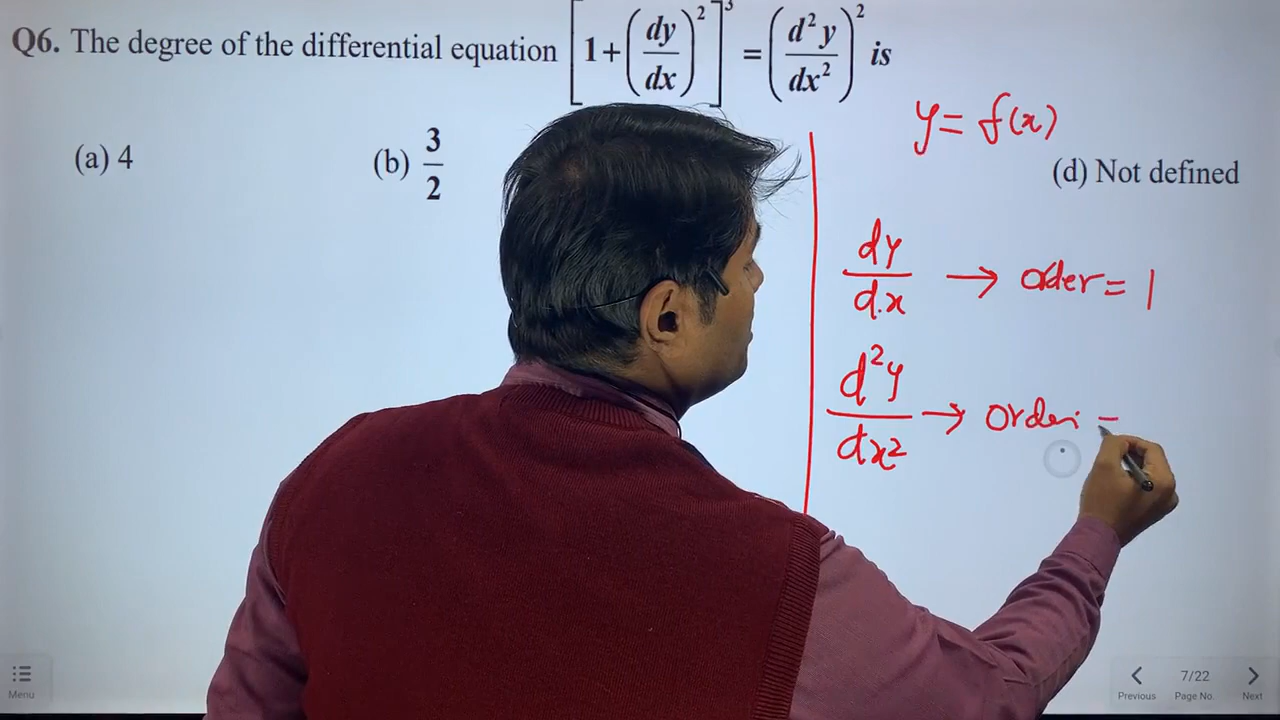 Q6. The degree of the differential equation [1+(dy/dx)²]³ = (d²y/dx²)² is
y = f(x)
(a) 4 (b) 3/2 (d) Not defined
dy/dx → order = 1
d²y/dx² → order =
Menu
Previous 7/22 Page No. Next